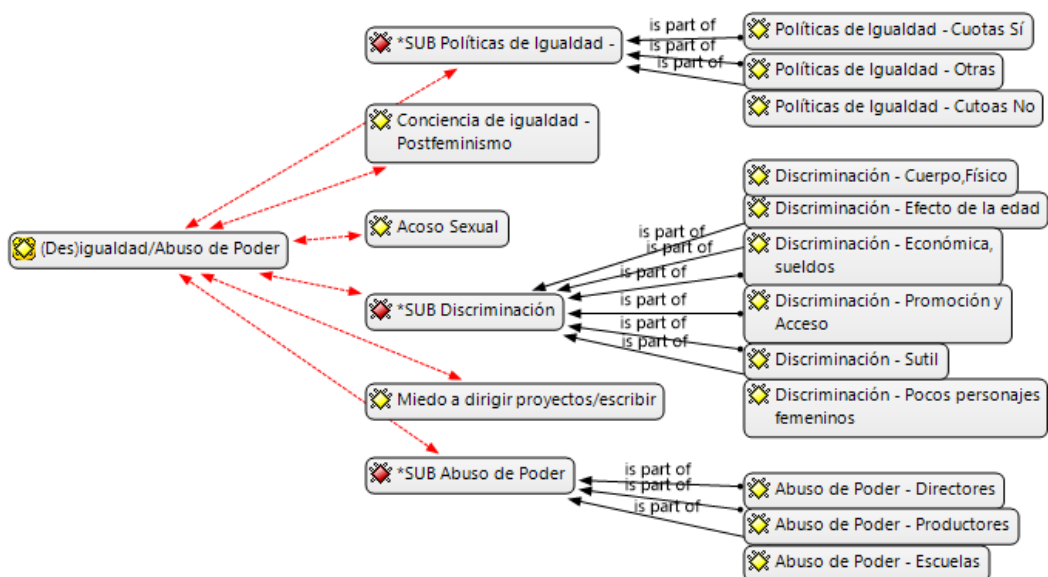 *SUB Políticas de Igualdad -
is part of
is part of
is part of
Políticas de Igualdad - Cuotas Sí
Políticas de Igualdad - Otras
Políticas de Igualdad - Cutoas No
Conciencia de igualdad -
Postfeminismo
Acoso Sexual
(Des)igualdad/Abuso de Poder
*SUB Discriminación
is part of
is part of
is part of
is part of
is part of
is part of
Discriminación - Cuerpo,Físico
Discriminación - Efecto de la edad
Discriminación - Económica,
sueldos
Discriminación - Promoción y
Acceso
Discriminación - Sutil
Discriminación - Pocos personajes
femeninos
Miedo a dirigir proyectos/escribir
*SUB Abuso de Poder
is part of
is part of
is part of
Abuso de Poder - Directores
Abuso de Poder - Productores
Abuso de Poder - Escuelas